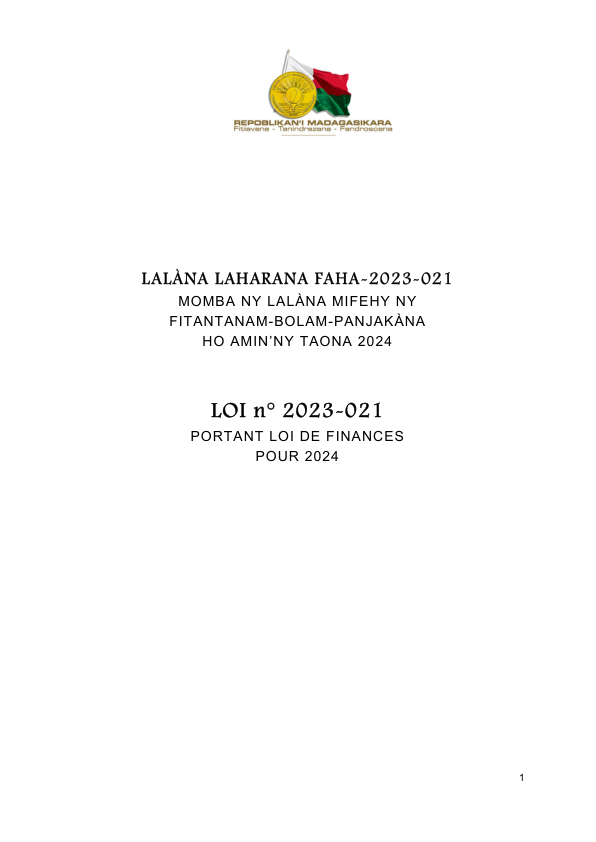 REPOBLIKAN'I MADAGASIKARA
Fitiavana - Tanindrazana - Fandrosoana
LALÀNA LAHARANA FAHA-2023-021
MOMBA NY LALÀNA MIFEHY NY
FITANTANAM-BOLAM-PANJAKÀNA
HO AMIN'NY TAONA 2024
LOI n° 2023-021
PORTANT LOI DE FINANCES
POUR 2024
1